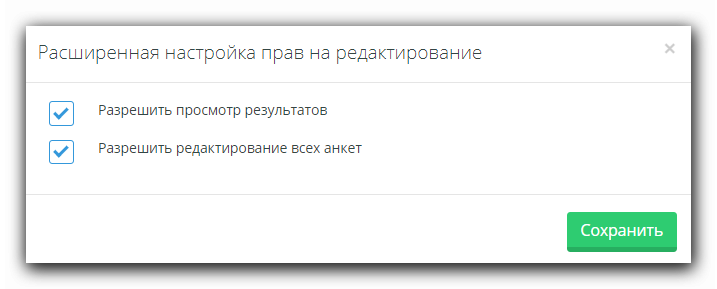 Расширенная настройка прав на редактирование
Разрешить просмотр результатов
Разрешить редактирование всех анкет
Сохранить